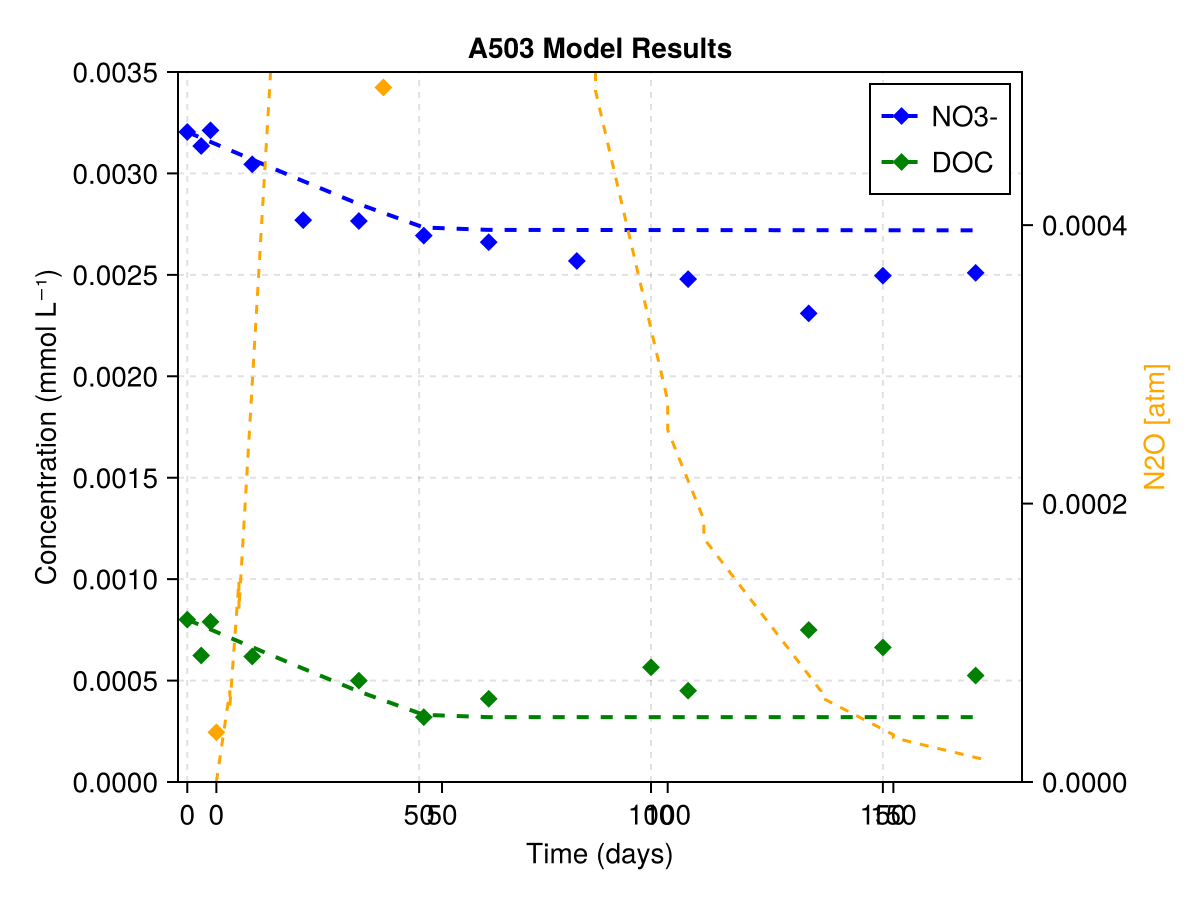 A503 Model Results
0.0035
0.0030
0.0025
0.0020
0.0015
0.0010
0.0005
0.0000
Concentration (mmol L⁻¹)
NO3-
DOC
0.0004
0.0002
0.0000
N2O [atm]
0 0 50 50 100 100 150 150
Time (days)